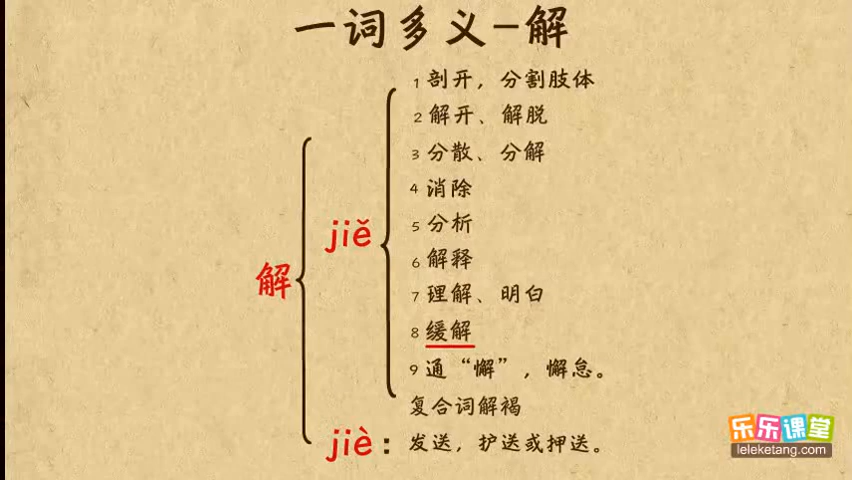 一词多义-解
解
jiě
1 剖开，分割肢体
2 解开、解脱
3 分散、分解
4 消除
5 分析
6 解释
7 理解、明白
8 缓解
9 通“懈”，懈怠。
复合词解褐
jiè：发送，护送或押送。
乐乐课堂
leleketang.com